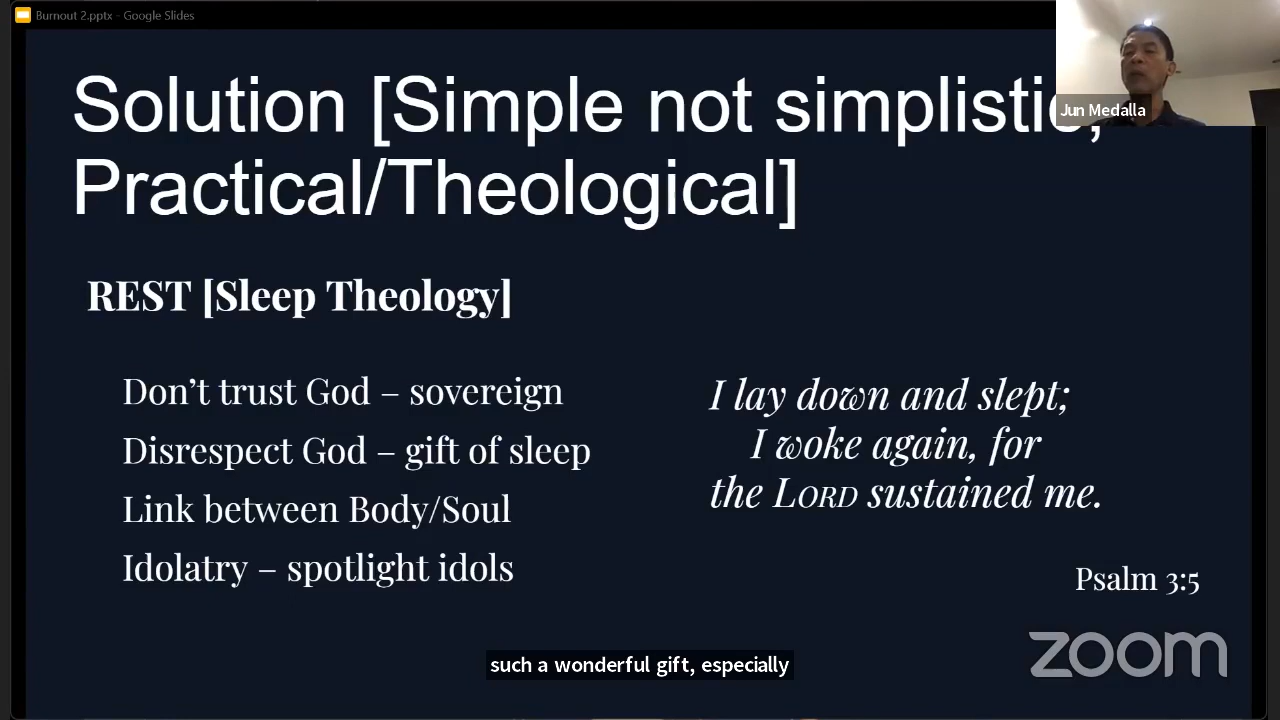 Burnout 2.pptx - Google Slides
Solution [Simple not simplistic,
Practical/Theological]
Jun Medalla
REST [Sleep Theology]
Don’t trust God – sovereign
Disrespect God – gift of sleep
Link between Body/Soul
Idolatry – spotlight idols
I lay down and slept;
I woke again, for
the LORD sustained me.
Psalm 3:5
zoom
such a wonderful gift, especially